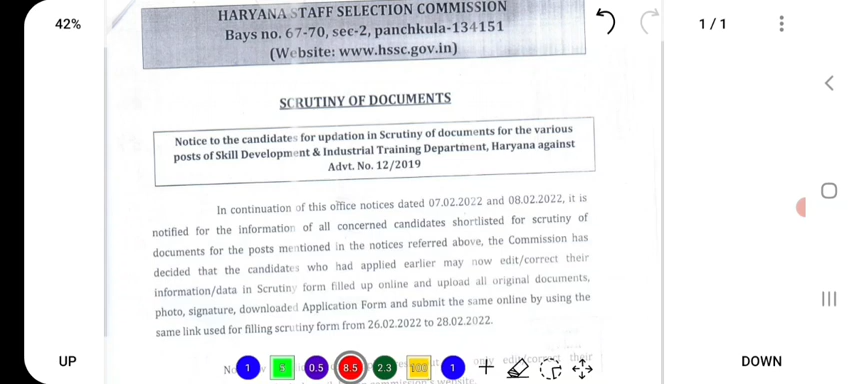 42%
1/1
HARYANA STAFF SELECTION COMMISSION
Bays no. 67-70, sec-2, panchkula-134151
(Website: www.hssc.gov.in)
SCRUTINY OF DOCUMENTS
Notice to the candidates for updation in Scrutiny of documents for the various
posts of Skill Development & Industrial Training Department, Haryana against
Advt. No. 12/2019
In continuation of this office notices dated 07.02.2022 and 08.02.2022, it is
notified for the information of all concerned candidates shortlisted for scrutiny of
documents for the posts mentioned in the notices referred above, the Commission has
decided that the candidates who had applied earlier may now edit/correct their
information/data in Scrutiny form filled up online and upload all original documents,
photo, signature, downloaded Application Form and submit the same online by using the
same link used for filling scrutiny form from 26.02.2022 to 28.02.2022.
only edit/correct their
UP
1 5 0.5 8.5 2.3 100 1
DOWN
website.